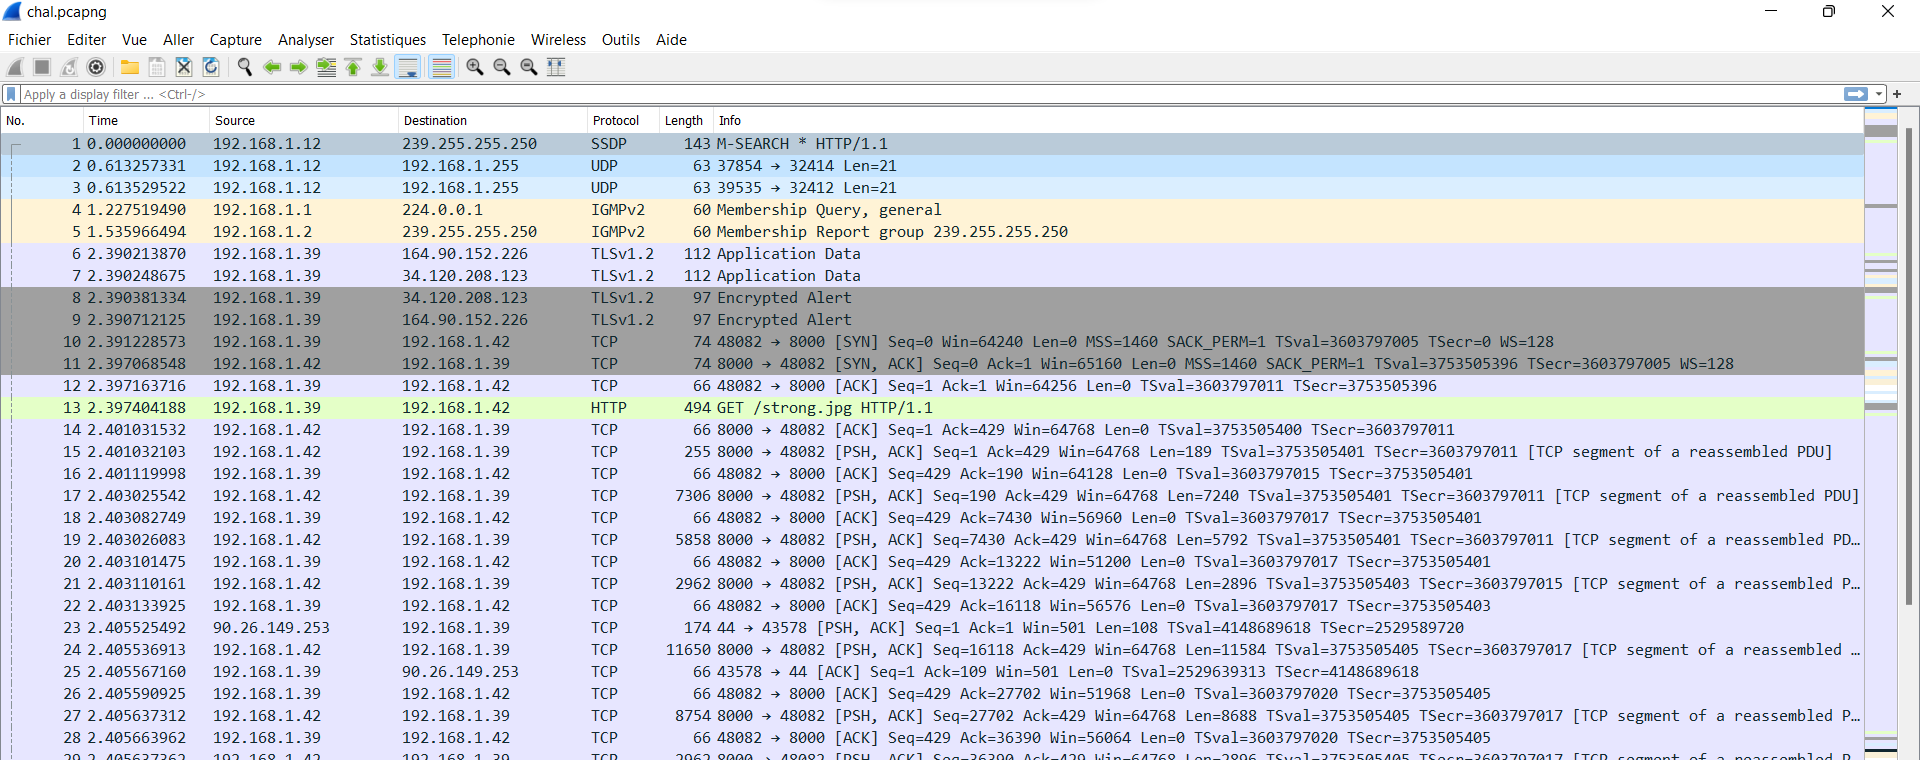 chal.pcapng
Fichier Editer Vue Aller Capture Analyser Statistiques Telephonie Wireless Outils Aide
Apply a display filter ... <Ctrl-/>
No. Time Source Destination Protocol Length Info
1 0.000000000 192.168.1.12 239.255.255.250 SSDP 143 M-SEARCH * HTTP/1.1
2 0.613257331 192.168.1.12 192.168.1.255 UDP 63 37854 → 32414 Len=21
3 0.613529522 192.168.1.12 192.168.1.255 UDP 63 39535 → 32412 Len=21
4 1.227519490 192.168.1.1 224.0.0.1 IGMPv2 60 Membership Query, general
5 1.535966494 192.168.1.2 239.255.255.250 IGMPv2 60 Membership Report group 239.255.255.250
6 2.390213870 192.168.1.39 164.90.152.226 TLSv1.2 112 Application Data
7 2.390248675 192.168.1.39 34.120.208.123 TLSv1.2 112 Application Data
8 2.390381334 192.168.1.39 34.120.208.123 TLSv1.2 97 Encrypted Alert
9 2.390712125 192.168.1.39 164.90.152.226 TLSv1.2 97 Encrypted Alert
10 2.391228573 192.168.1.39 192.168.1.42 TCP 74 48082 → 8000 [SYN] Seq=0 Win=64240 Len=0 MSS=1460 SACK_PERM=1 TSval=3603797005 TSecr=0 WS=128
11 2.397068548 192.168.1.42 192.168.1.39 TCP 74 8000 → 48082 [SYN, ACK] Seq=0 Ack=1 Win=65160 Len=0 MSS=1460 SACK_PERM=1 TSval=3753505396 TSecr=3603797005 WS=128
12 2.397163716 192.168.1.39 192.168.1.42 TCP 66 48082 → 8000 [ACK] Seq=1 Ack=1 Win=64256 Len=0 TSval=3603797011 TSecr=3753505396
13 2.397404188 192.168.1.39 192.168.1.42 HTTP 494 GET /strong.jpg HTTP/1.1
14 2.401031532 192.168.1.42 192.168.1.39 TCP 66 8000 → 48082 [ACK] Seq=1 Ack=429 Win=64768 Len=0 TSval=3753505400 TSecr=3603797011
15 2.401032103 192.168.1.42 192.168.1.39 TCP 255 8000 → 48082 [PSH, ACK] Seq=1 Ack=429 Win=64768 Len=189 TSval=3753505401 TSecr=3603797011 [TCP segment of a reassembled PDU]
16 2.401119998 192.168.1.39 192.168.1.42 TCP 66 48082 → 8000 [ACK] Seq=429 Ack=190 Win=64128 Len=0 TSval=3603797015 TSecr=3753505401
17 2.403025542 192.168.1.42 192.168.1.39 TCP 7306 8000 → 48082 [PSH, ACK] Seq=190 Ack=429 Win=64768 Len=7240 TSval=3753505401 TSecr=3603797011 [TCP segment of a reassembled PDU]
18 2.403082749 192.168.1.39 192.168.1.42 TCP 66 48082 → 8000 [ACK] Seq=429 Ack=7430 Win=56960 Len=0 TSval=3603797017 TSecr=3753505401
19 2.403026083 192.168.1.42 192.168.1.39 TCP 5858 8000 → 48082 [PSH, ACK] Seq=7430 Ack=429 Win=64768 Len=5792 TSval=3753505401 TSecr=3603797011 [TCP segment of a reassembled PD…
20 2.403101475 192.168.1.39 192.168.1.42 TCP 66 48082 → 8000 [ACK] Seq=429 Ack=13222 Win=51200 Len=0 TSval=3603797017 TSecr=3753505401
21 2.403110161 192.168.1.42 192.168.1.39 TCP 2962 8000 → 48082 [PSH, ACK] Seq=13222 Ack=429 Win=64768 Len=2896 TSval=3753505403 TSecr=3603797015 [TCP segment of a reassembled P…
22 2.403133925 192.168.1.39 192.168.1.42 TCP 66 48082 → 8000 [ACK] Seq=429 Ack=16118 Win=56576 Len=0 TSval=3603797017 TSecr=3753505403
23 2.405525492 90.26.149.253 192.168.1.39 TCP 174 44 → 43578 [PSH, ACK] Seq=1 Ack=1 Win=501 Len=108 TSval=4148689618 TSecr=2529589720
24 2.405536913 192.168.1.42 192.168.1.39 TCP 11650 8000 → 48082 [PSH, ACK] Seq=16118 Ack=429 Win=64768 Len=11584 TSval=3753505405 TSecr=3603797017 [TCP segment of a reassembled …
25 2.405567160 192.168.1.39 90.26.149.253 TCP 66 43578 → 44 [ACK] Seq=1 Ack=109 Win=501 Len=0 TSval=2529639313 TSecr=4148689618
26 2.405590925 192.168.1.39 192.168.1.42 TCP 66 48082 → 8000 [ACK] Seq=429 Ack=27702 Win=51968 Len=0 TSval=3603797020 TSecr=3753505405
27 2.405637312 192.168.1.42 192.168.1.39 TCP 8754 8000 → 48082 [PSH, ACK] Seq=27702 Ack=429 Win=64768 Len=8688 TSval=3753505405 TSecr=3603797017 [TCP segment of a reassembled P…
28 2.405663962 192.168.1.39 192.168.1.42 TCP 66 48082 → 8000 [ACK] Seq=429 Ack=36390 Win=56064 Len=0 TSval=3603797020 TSecr=3753505405
29 2.405637362 192.168.1.42 192.168.1.39 TCP 2962 8000 → 48082 [PSH, ACK] Seq=36390 Ack=429 Win=64768 Len=2896 TSval=3753505405 TSecr=3603797017 [TCP segment of a reassembled P…